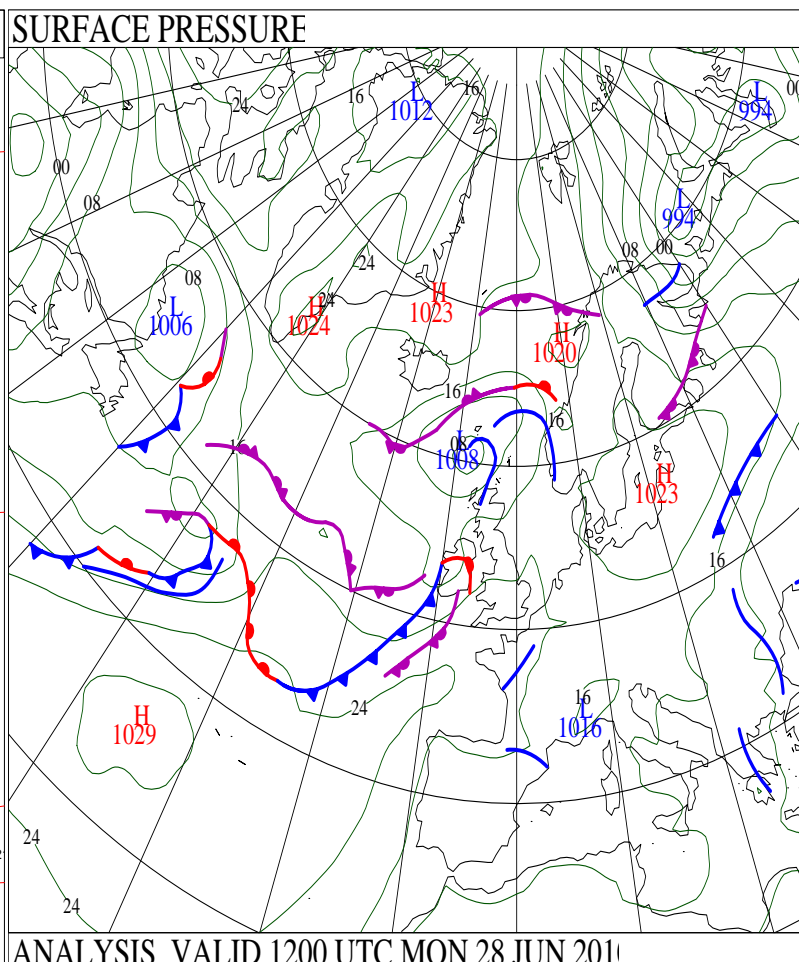 SURFACE PRESSURE
L 16 L 00
24 16 1012 994
00
08 L
994
08 00
24
08 H
L H 24 1023
1006 1024 H
1020
16
16
16 08 L
1008 H
1023
16
H 24 16 L
1029 1016
24
24
ANALYSIS VALID 1200 UTC MON 28 JUN 201